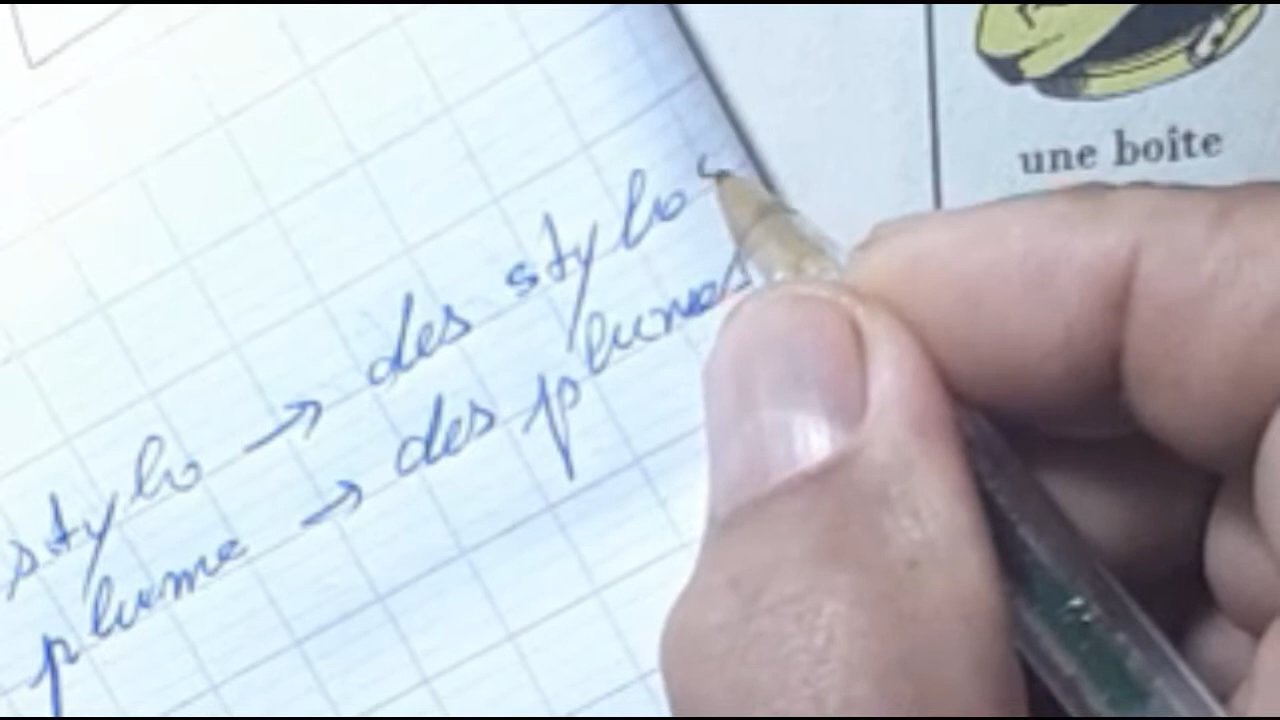 une boîte
stylo → des stylos
plume → des plumes